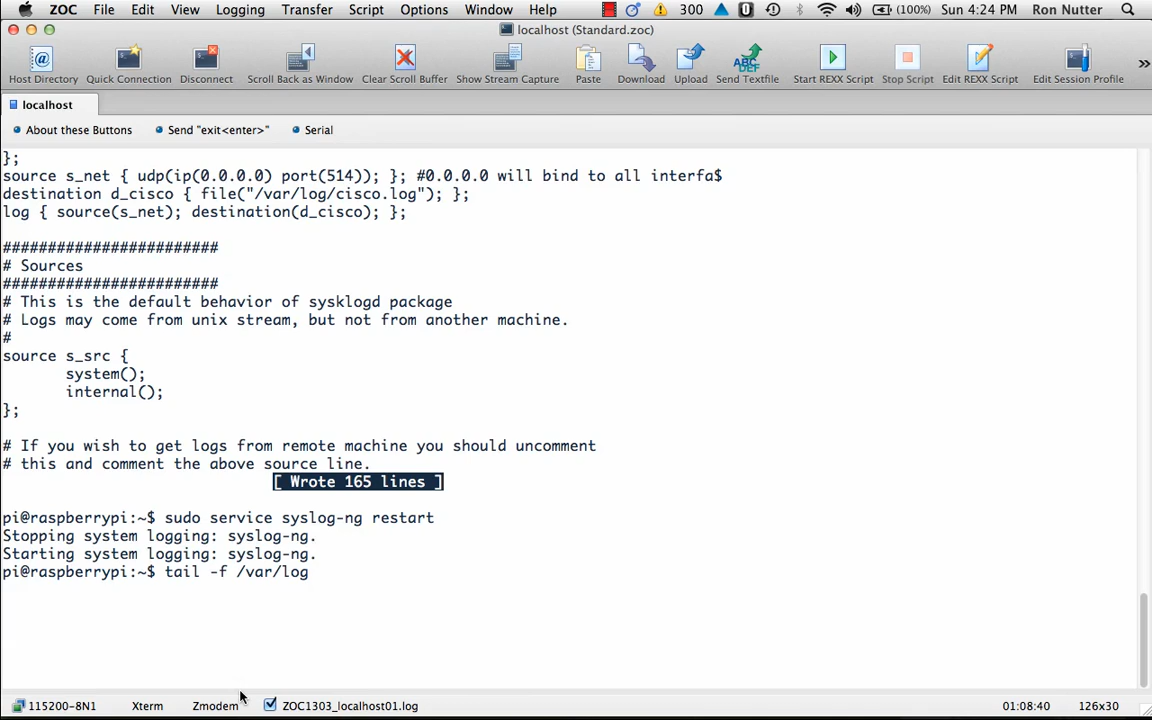 ZOC File Edit View Logging Transfer Script Options Window Help 300 (100%) Sun 4:24 PM Ron Nutter
localhost (Standard.zoc)
Host Directory Quick Connection Disconnect Scroll Back as Window Clear Scroll Buffer Show Stream Capture Paste Download Upload Send Textfile Start REXX Script Stop Script Edit REXX Script Edit Session Profile »
localhost
About these Buttons Send "exit<enter>" Serial
};
source s_net { udp(ip(0.0.0.0) port(514)); }; #0.0.0.0 will bind to all interfa$
destination d_cisco { file("/var/log/cisco.log"); };
log { source(s_net); destination(d_cisco); };
########################
# Sources
########################
# This is the default behavior of sysklogd package
# Logs may come from unix stream, but not from another machine.
#
source s_src {
system();
internal();
};
# If you wish to get logs from remote machine you should uncomment
# this and comment the above source line.
[ Wrote 165 lines ]
pi@raspberrypi:~$ sudo service syslog-ng restart
Stopping system logging: syslog-ng.
Starting system logging: syslog-ng.
pi@raspberrypi:~$ tail -f /var/log
115200-8N1 Xterm Zmodem ZOC1303_localhost01.log 01:08:40 126x30